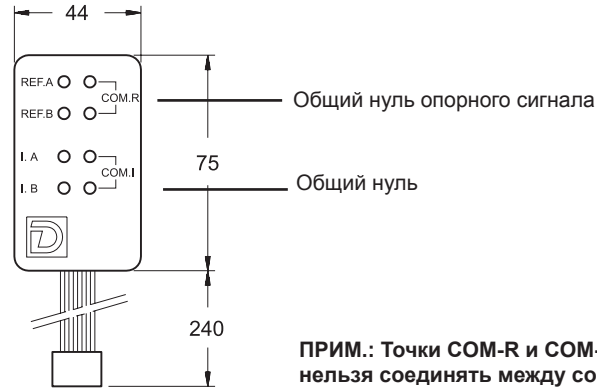 44
REF.A
COM.R
Общий нуль опорного сигнала
REF.B
75
I. A
COM.I
Общий нуль
I. B
240
ПРИМ.: Точки COM-R и COM-
нельзя соединять между со